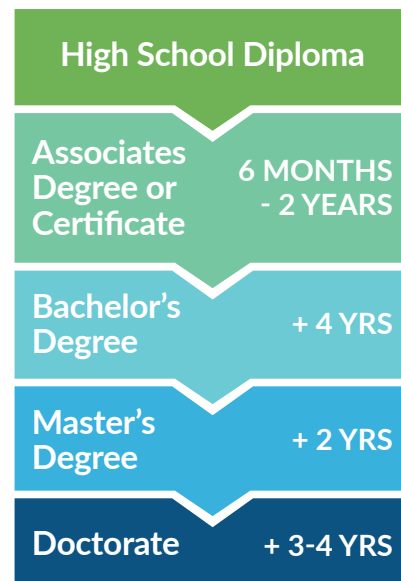 High School Diploma
Associates
Degree or
Certificate
6 MONTHS
- 2 YEARS
Bachelor's
Degree
+ 4 YRS
Master's
Degree
+ 2 YRS
Doctorate
+ 3-4 YRS